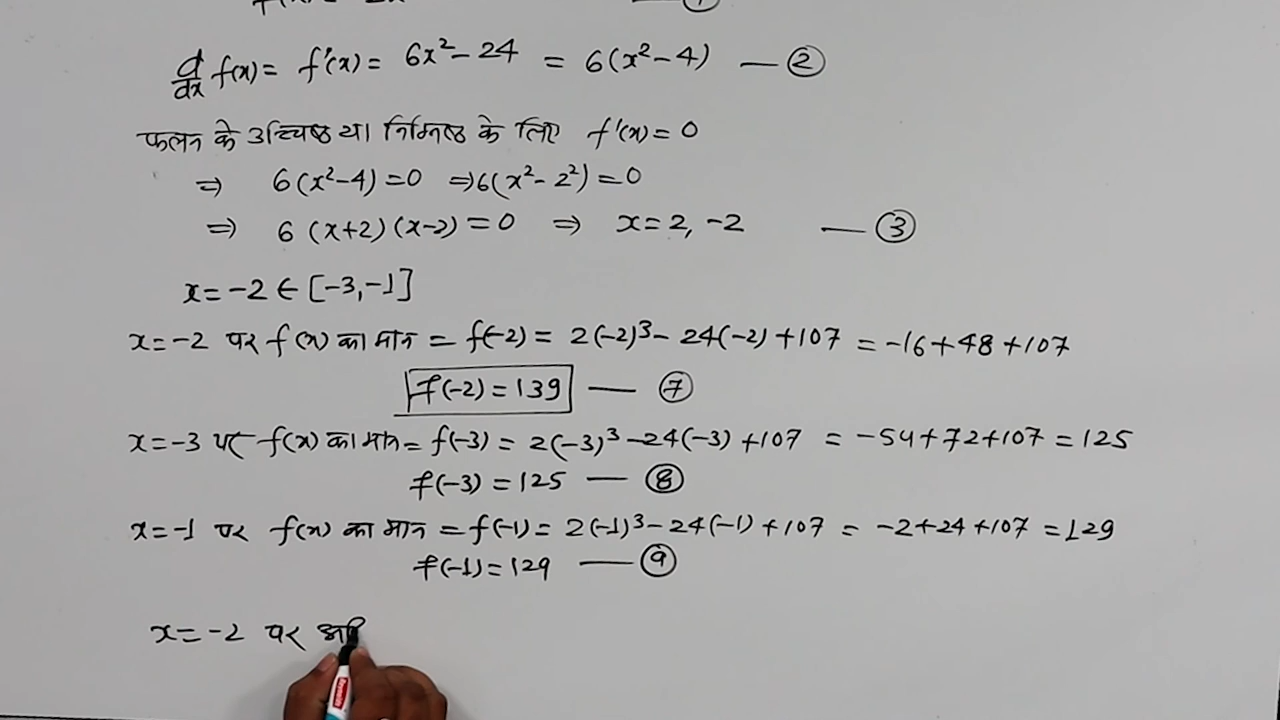 d/dx f(x) = f'(x) = 6x² - 24 = 6(x² - 4) — ②
फलन के उच्चिष्ठ या निम्निष्ठ के लिए f'(x) = 0
⇒ 6(x²-4) = 0 ⇒ 6(x² - 2²) = 0
⇒ 6 (x+2) (x-2) = 0 ⇒ x = 2, -2 — ③
x = -2 ∈ [-3, -1]
x = -2 पर f(x) का मान = f(-2) = 2(-2)³ - 24(-2) + 107 = -16 + 48 + 107
f(-2) = 139 — ⑦
x = -3 पर f(x) का मान = f(-3) = 2(-3)³ - 24(-3) + 107 = -54 + 72 + 107 = 125
f(-3) = 125 — ⑧
x = -1 पर f(x) का मान = f(-1) = 2(-1)³ - 24(-1) + 107 = -2 + 24 + 107 = 129
f(-1) = 129 — ⑨
x = -2 पर